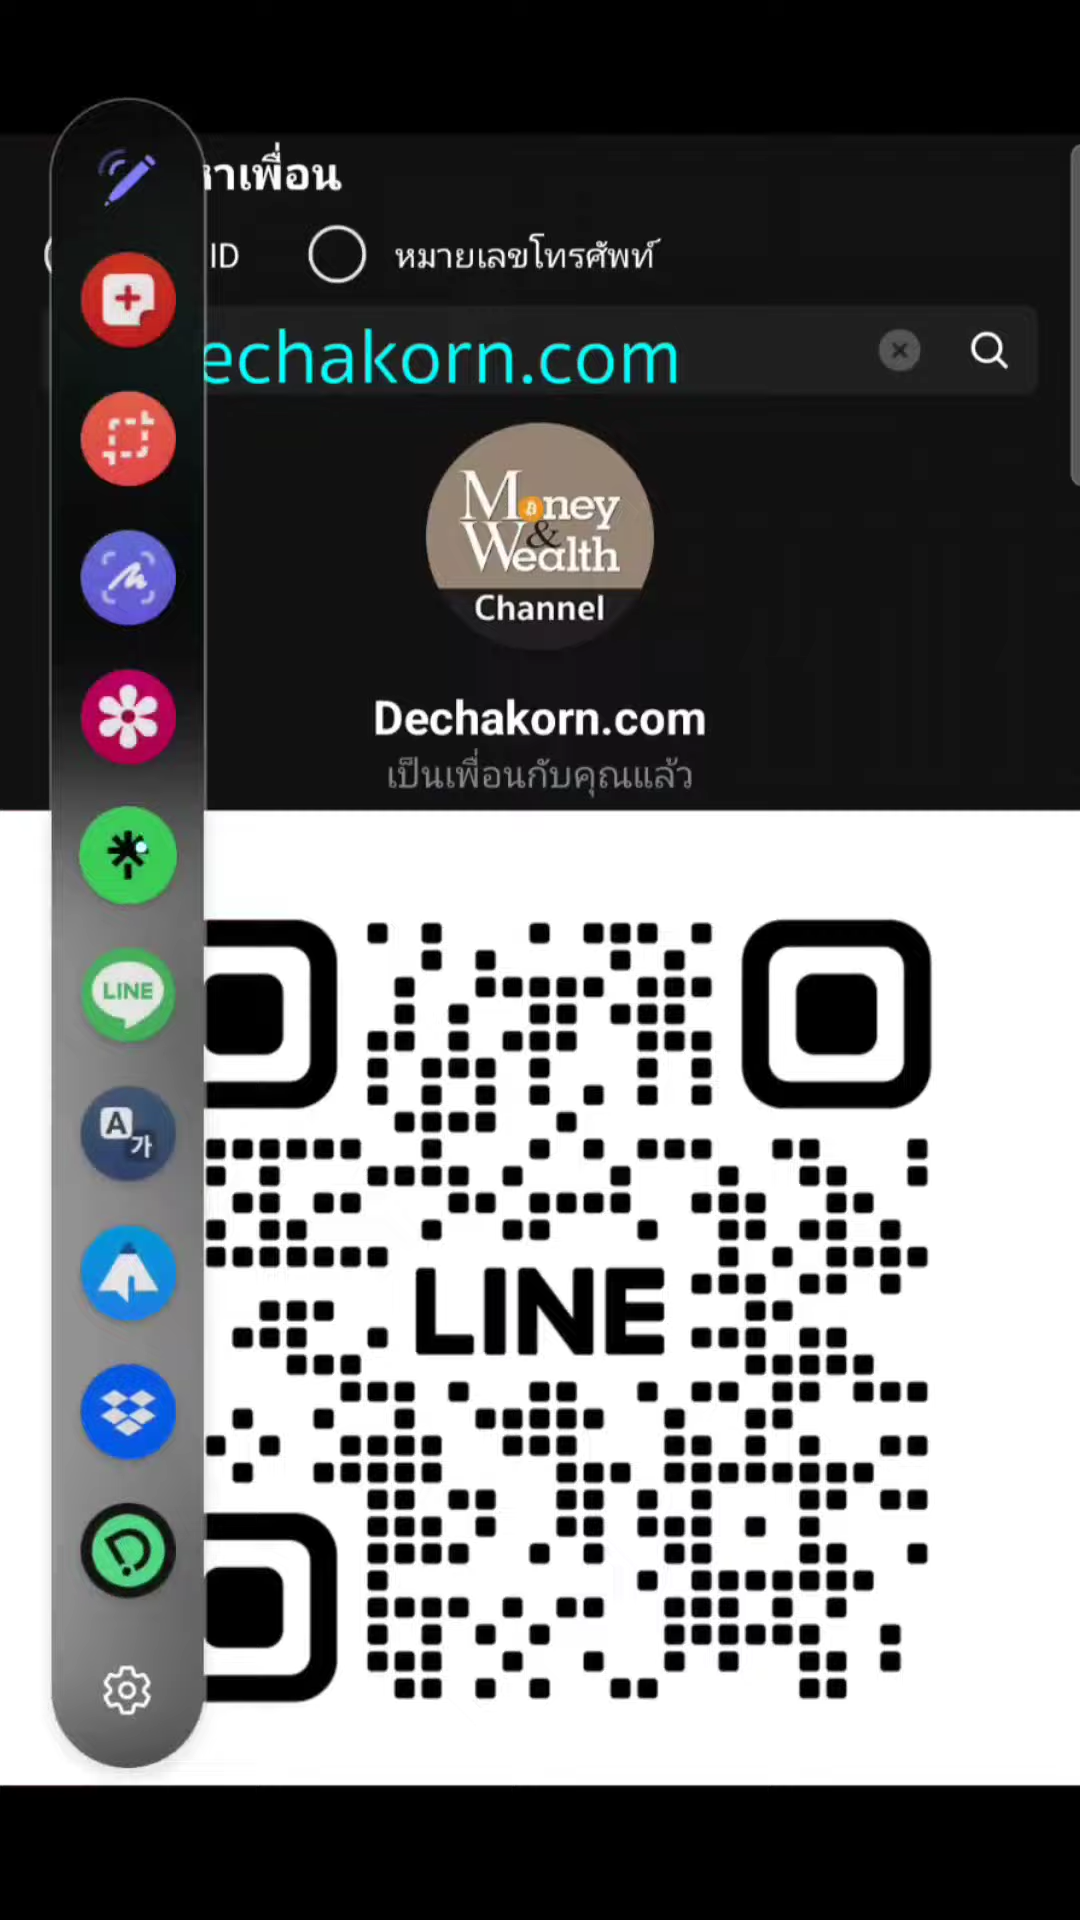 หาเพื่อน
ID
หมายเลขโทรศัพท์
echakorn.com
Money
&
Wealth
Channel
Dechakorn.com
เป็นเพื่อนกับคุณแล้ว
LINE
A
가
LINE